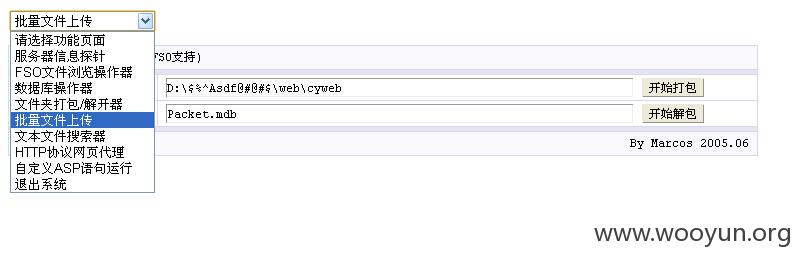 批量文件上传
请选择功能页面
服务器信息探针
FSO文件浏览操作器
数据库操作器
文件夹打包/解开器
批量文件上传
文本文件搜索器
HTTP协议网页代理
自定义ASP语句运行
退出系统
FSO支持)
D:\$%^Asdf@#@#$\web\cyweb 开始打包
Packet.mdb 开始解包
By Marcos 2005.06
www.wooyun.org